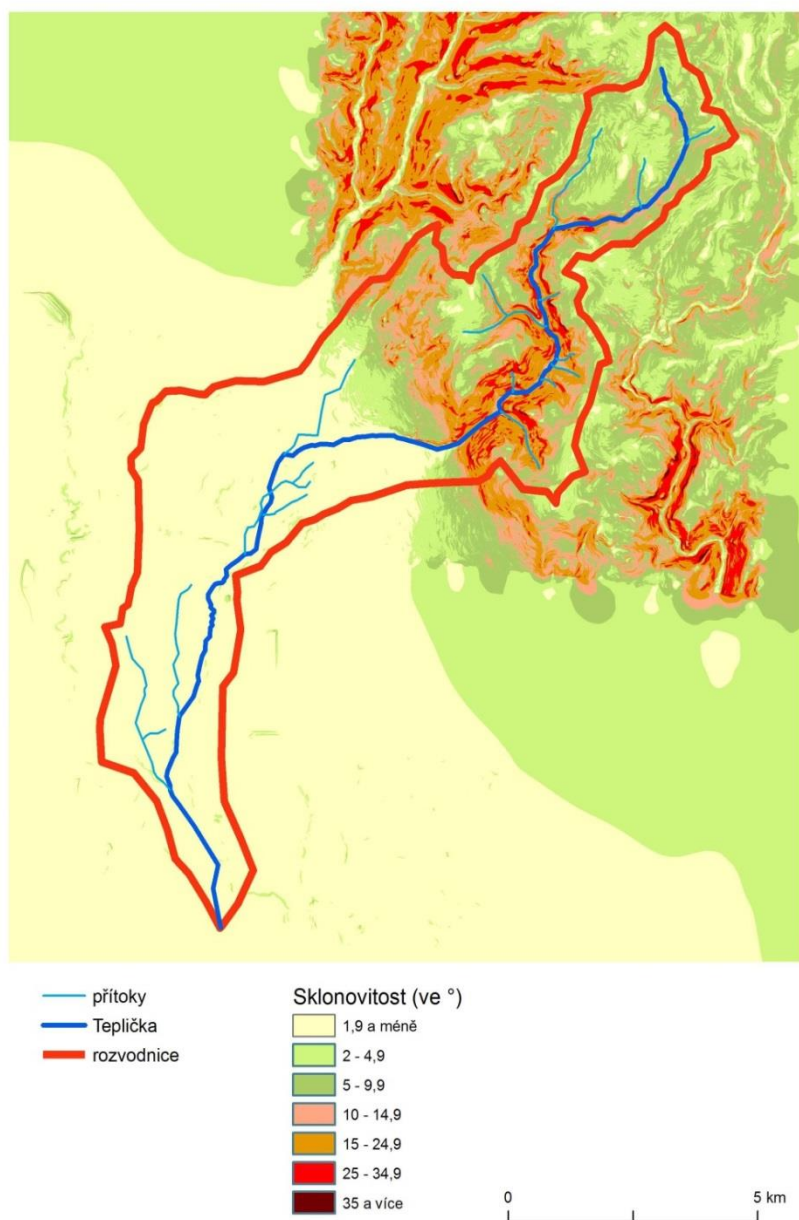 přítoky
Teplička
rozvodnice
Sklonovitost (ve °)
1,9 a méně
2 - 4,9
5 - 9,9
10 - 14,9
15 - 24,9
25 - 34,9
35 a více
0 5 km